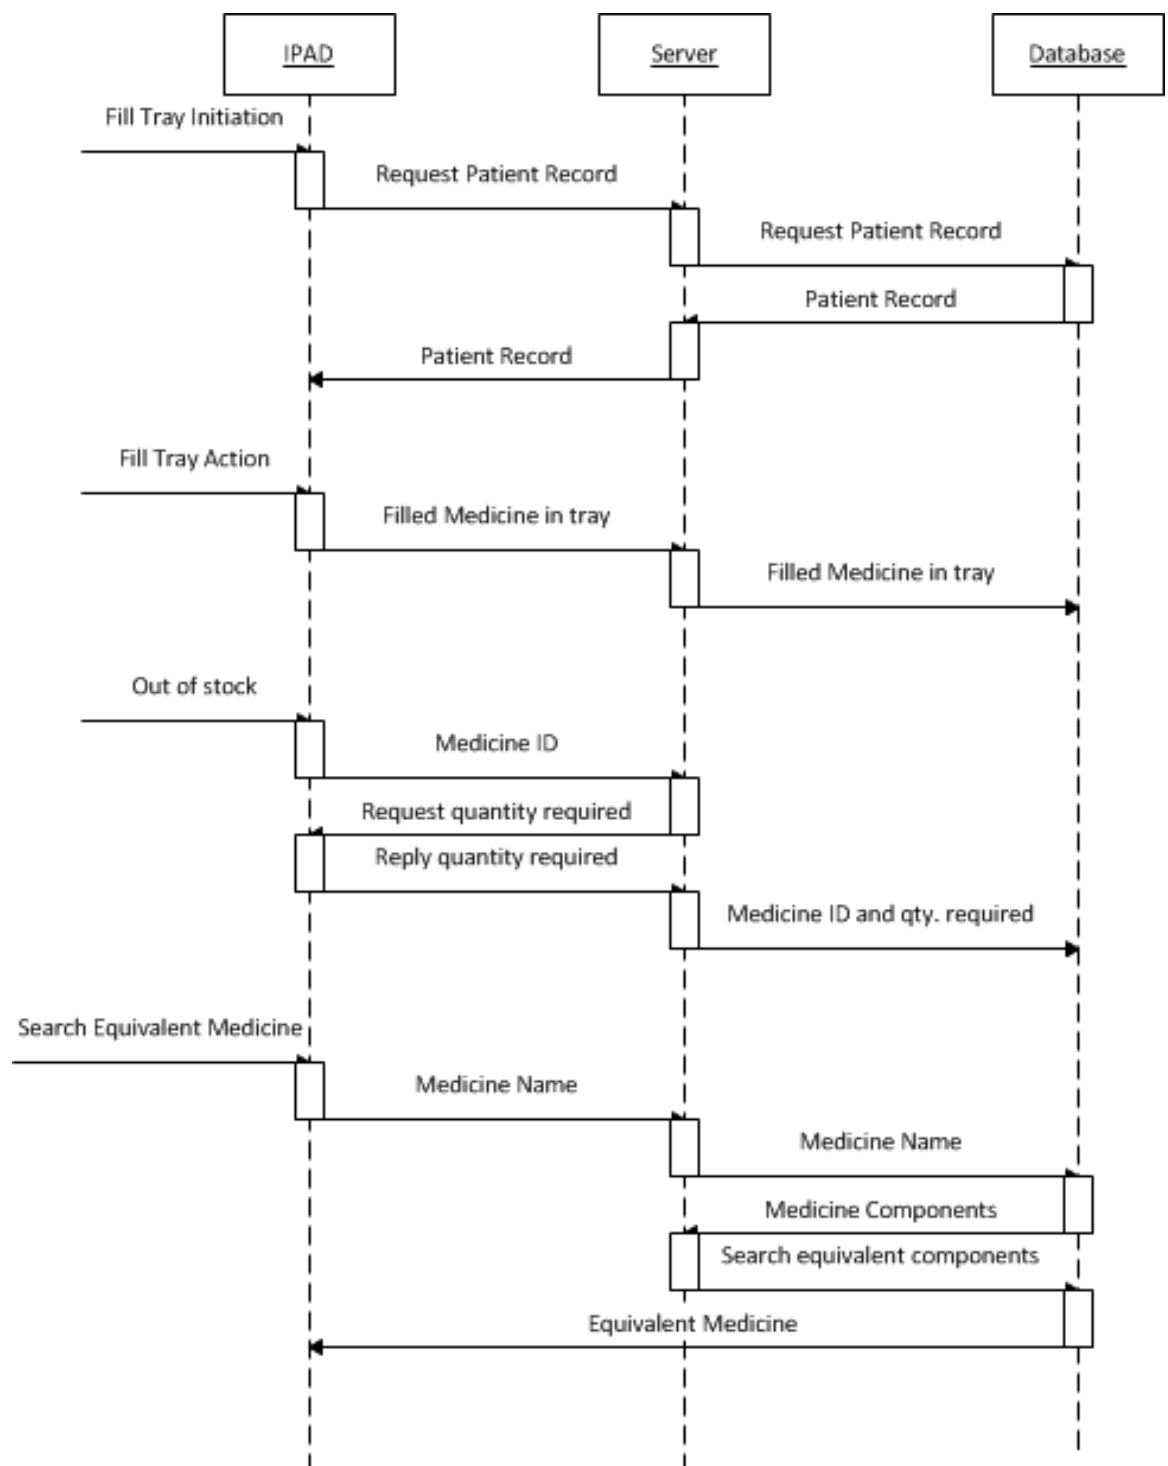 IPAD
Server
Database
Fill Tray Initiation
Request Patient Record
Request Patient Record
Patient Record
Patient Record
Fill Tray Action
Filled Medicine in tray
Filled Medicine in tray
Out of stock
Medicine ID
Request quantity required
Reply quantity required
Medicine ID and qty. required
Search Equivalent Medicine
Medicine Name
Medicine Name
Medicine Components
Search equivalent components
Equivalent Medicine